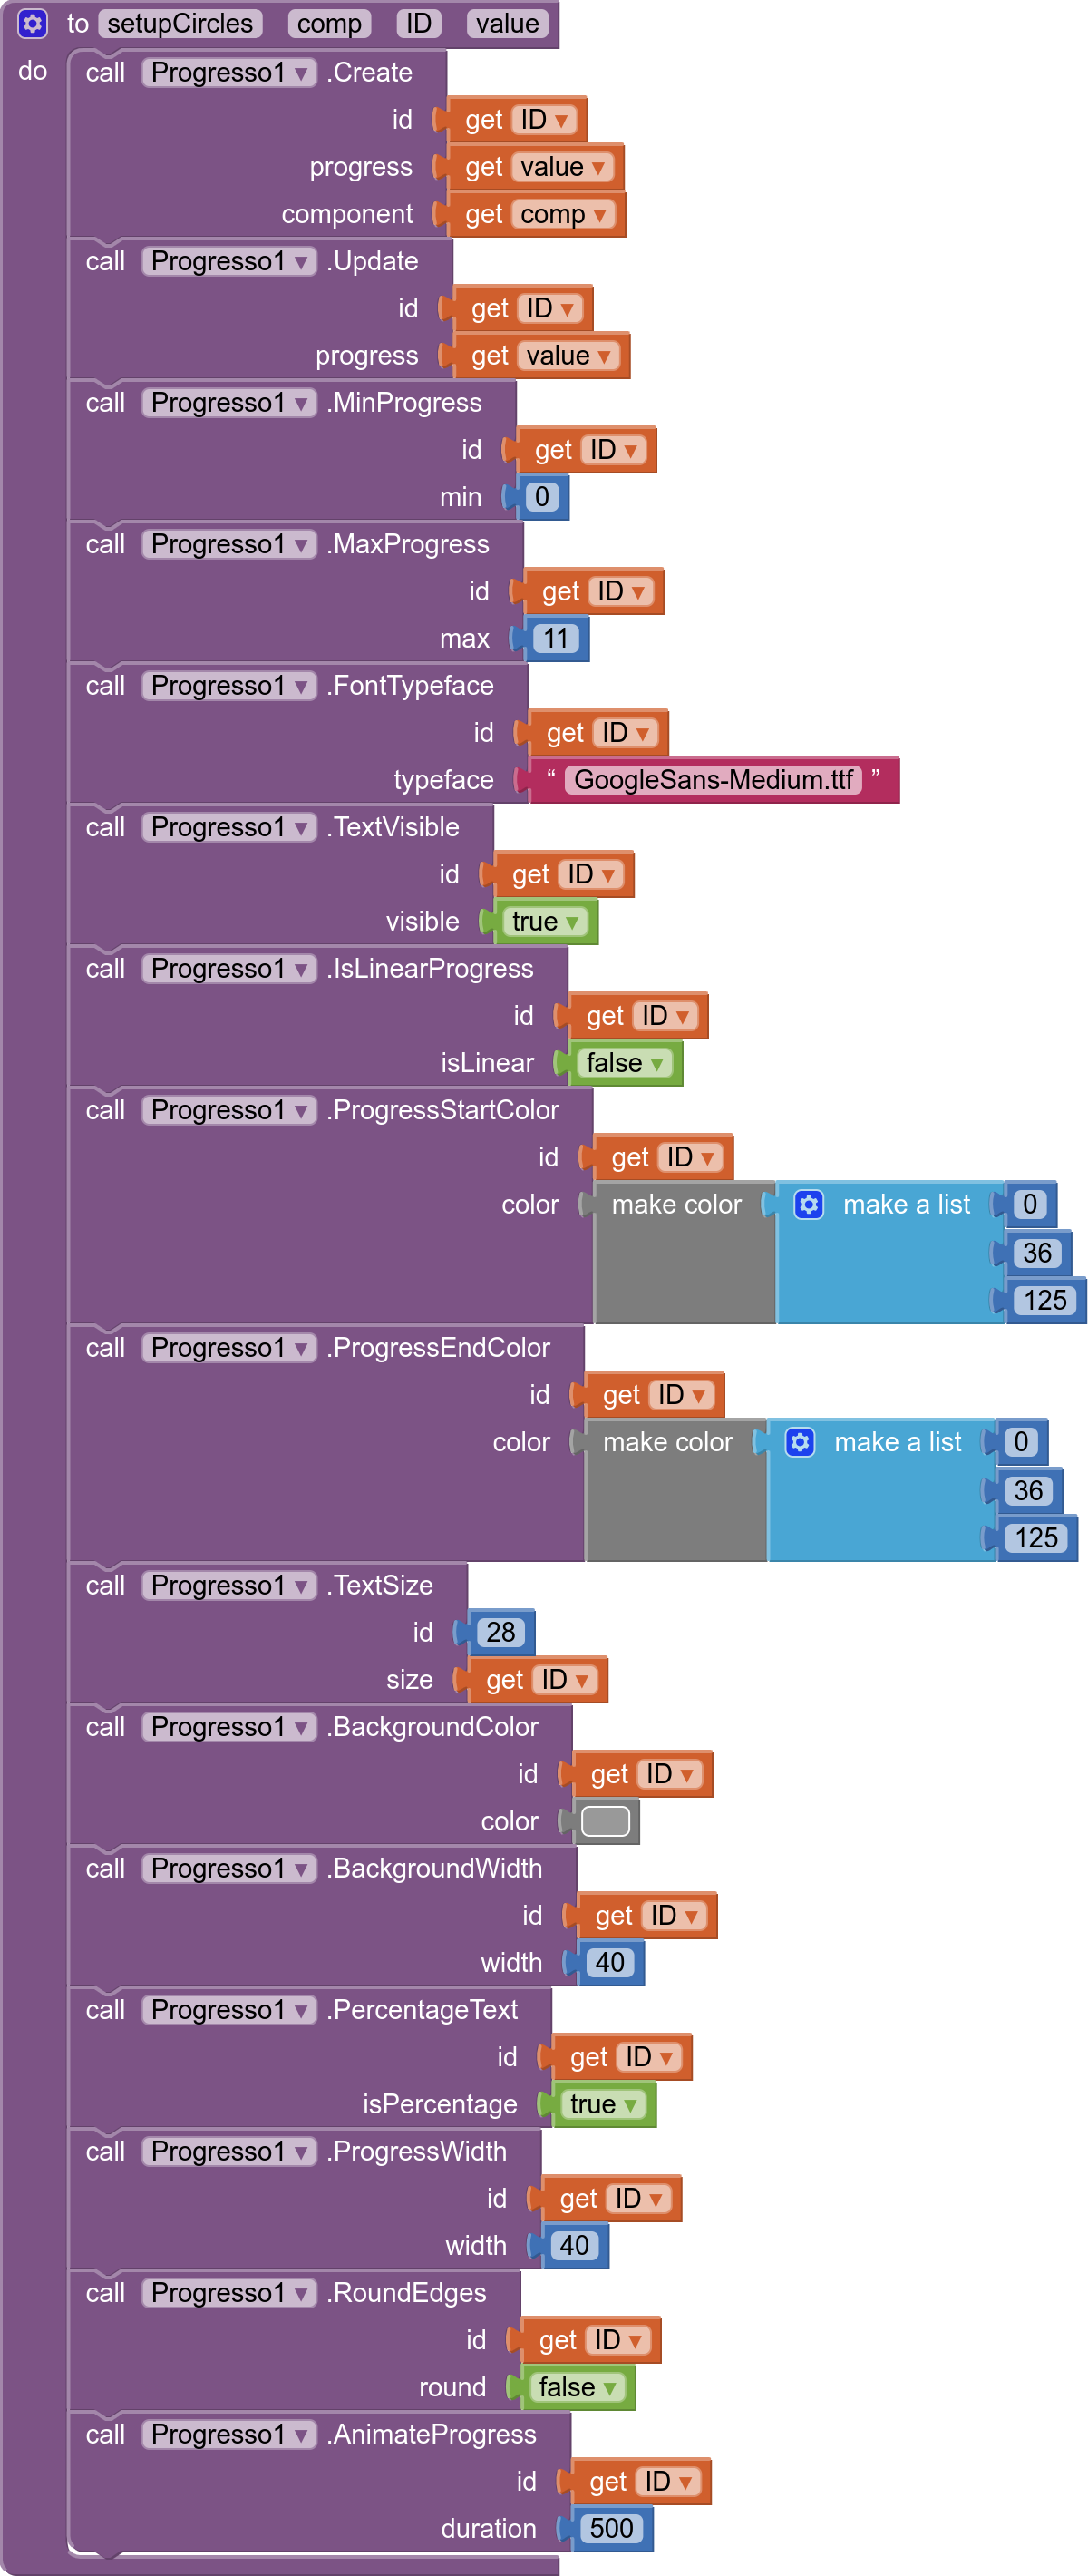 to setupCircles comp ID value
do call Progresso1 .Create
id get ID
progress get value
component get comp
call Progresso1 .Update
id get ID
progress get value
call Progresso1 .MinProgress
id get ID
min 0
call Progresso1 .MaxProgress
id get ID
max 11
call Progresso1 .FontTypeface
id get ID
typeface “ GoogleSans-Medium.ttf ”
call Progresso1 .TextVisible
id get ID
visible true
call Progresso1 .IsLinearProgress
id get ID
isLinear false
call Progresso1 .ProgressStartColor
id get ID
color make color make a list 0
36
125
call Progresso1 .ProgressEndColor
id get ID
color make color make a list 0
36
125
call Progresso1 .TextSize
id 28
size get ID
call Progresso1 .BackgroundColor
id get ID
color
call Progresso1 .BackgroundWidth
id get ID
width 40
call Progresso1 .PercentageText
id get ID
isPercentage true
call Progresso1 .ProgressWidth
id get ID
width 40
call Progresso1 .RoundEdges
id get ID
round false
call Progresso1 .AnimateProgress
id get ID
duration 500